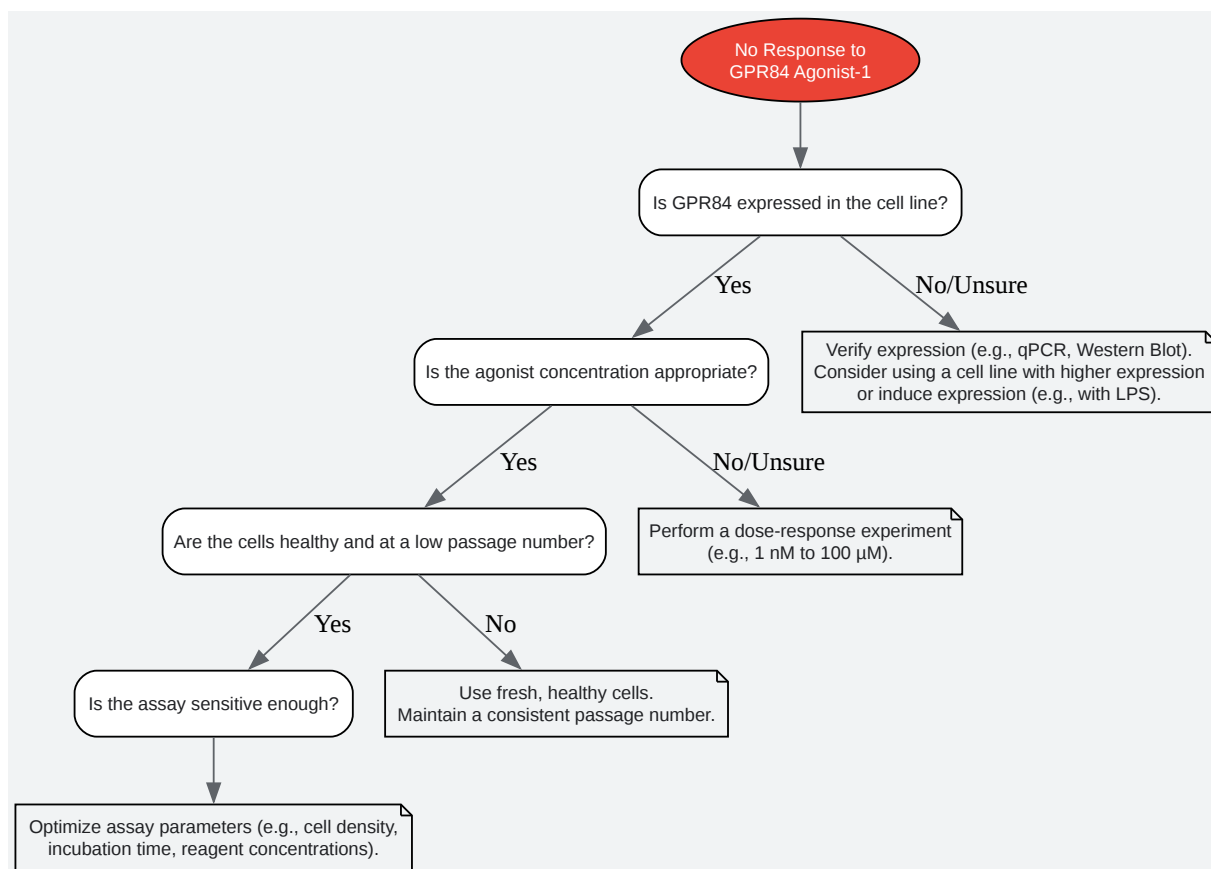 No Response to
GPR84 Agonist-1
Is GPR84 expressed in the cell line?
Yes
No/Unsure
Verify expression (e.g., qPCR, Western Blot).
Consider using a cell line with higher expression
or induce expression (e.g., with LPS).
Is the agonist concentration appropriate?
Yes
No/Unsure
Perform a dose-response experiment
(e.g., 1 nM to 100 µM).
Are the cells healthy and at a low passage number?
Yes
No
Use fresh, healthy cells.
Maintain a consistent passage number.
Is the assay sensitive enough?
Optimize assay parameters (e.g., cell density,
incubation time, reagent concentrations).